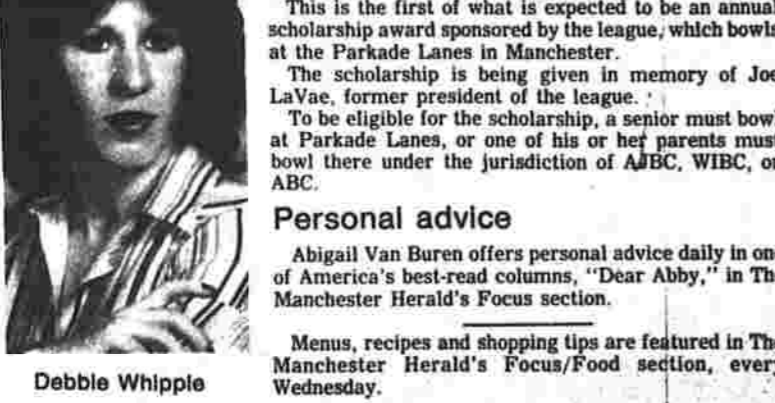 This is the first of what is expected to be an annual
scholarship award sponsored by the league, which bowls
at the Parkade Lanes in Manchester.
The scholarship is being given in memory of Joe
LaVae, former president of the league.
To be eligible for the scholarship, a senior must bow
at Parkade Lanes, or one of his or her parents mus
bowl there under the jurisdiction of AJBC, WIBC, or
ABC.
Personal advice
Abigail Van Buren offers personal advice daily in on
of America's best-read columns, "Dear Abby," in Th
Manchester Herald's Focus section.
Menus, recipes and shopping tips are featured in Th
Manchester Herald's Focus/Food section, every
Wednesday.
Debbie Whipple